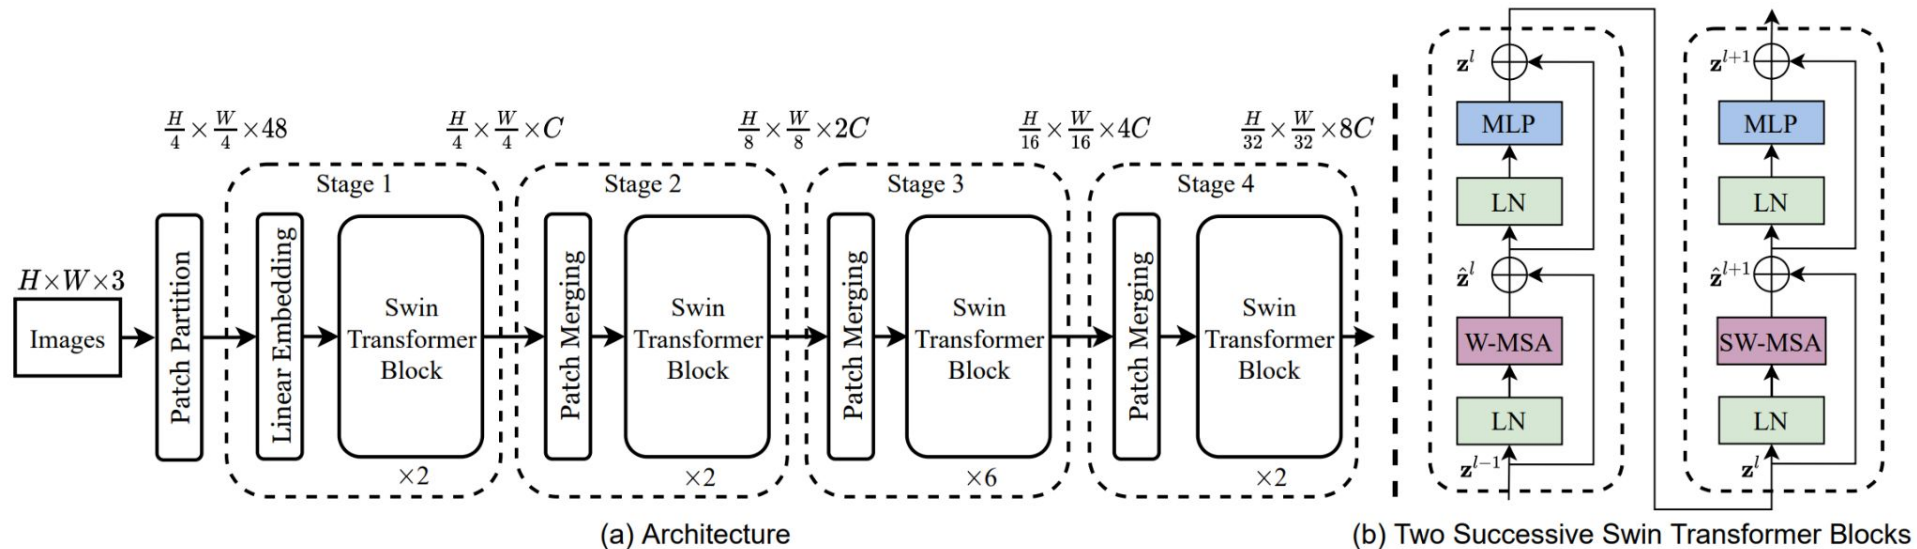 H/4 × W/4 × 48
H/4 × W/4 × C
H/8 × W/8 × 2C
H/16 × W/16 × 4C
H/32 × W/32 × 8C
H×W×3
Images
Patch Partition
Stage 1
Linear Embedding
Swin
Transformer
Block
×2
Stage 2
Patch Merging
Swin
Transformer
Block
×2
Stage 3
Patch Merging
Swin
Transformer
Block
×6
Stage 4
Patch Merging
Swin
Transformer
Block
×2
(a) Architecture
z^l
MLP
LN
ẑ^l
W-MSA
LN
z^{l-1}
z^{l+1}
MLP
LN
ẑ^{l+1}
SW-MSA
LN
z^l
(b) Two Successive Swin Transformer Blocks